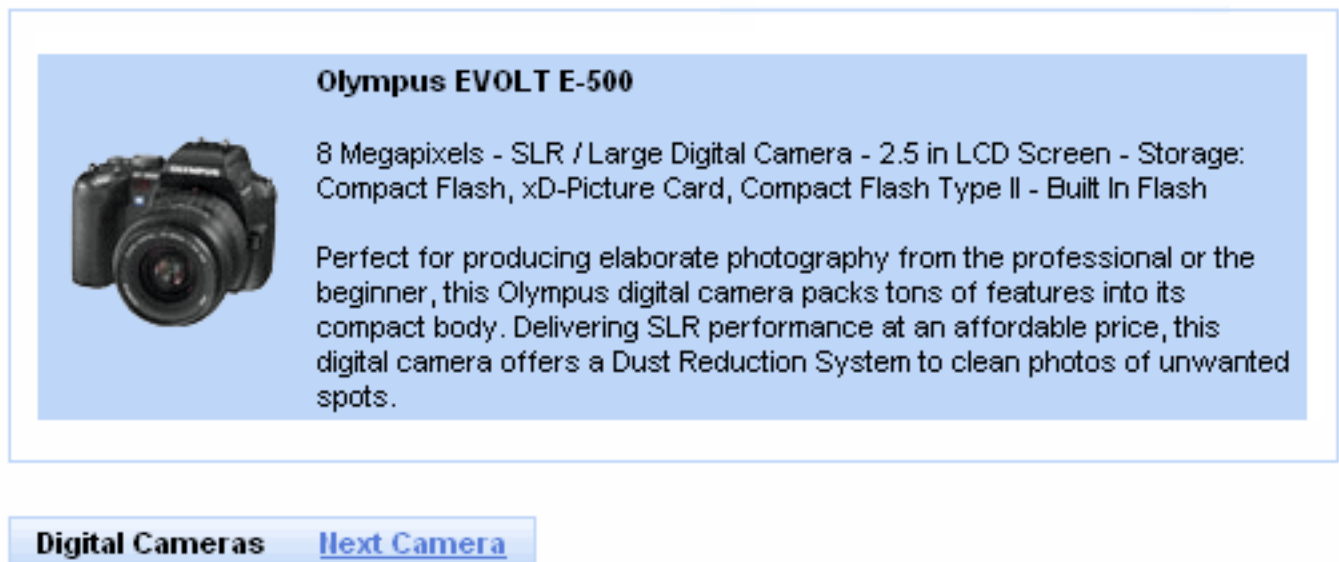 Olympus EVOLT E-500
8 Megapixels - SLR / Large Digital Camera - 2.5 in LCD Screen - Storage:
Compact Flash, xD-Picture Card, Compact Flash Type II - Built In Flash
Perfect for producing elaborate photography from the professional or the
beginner, this Olympus digital camera packs tons of features into its
compact body. Delivering SLR performance at an affordable price, this
digital camera offers a Dust Reduction System to clean photos of unwanted
spots.
OLYMPUS
Digital Cameras Next Camera